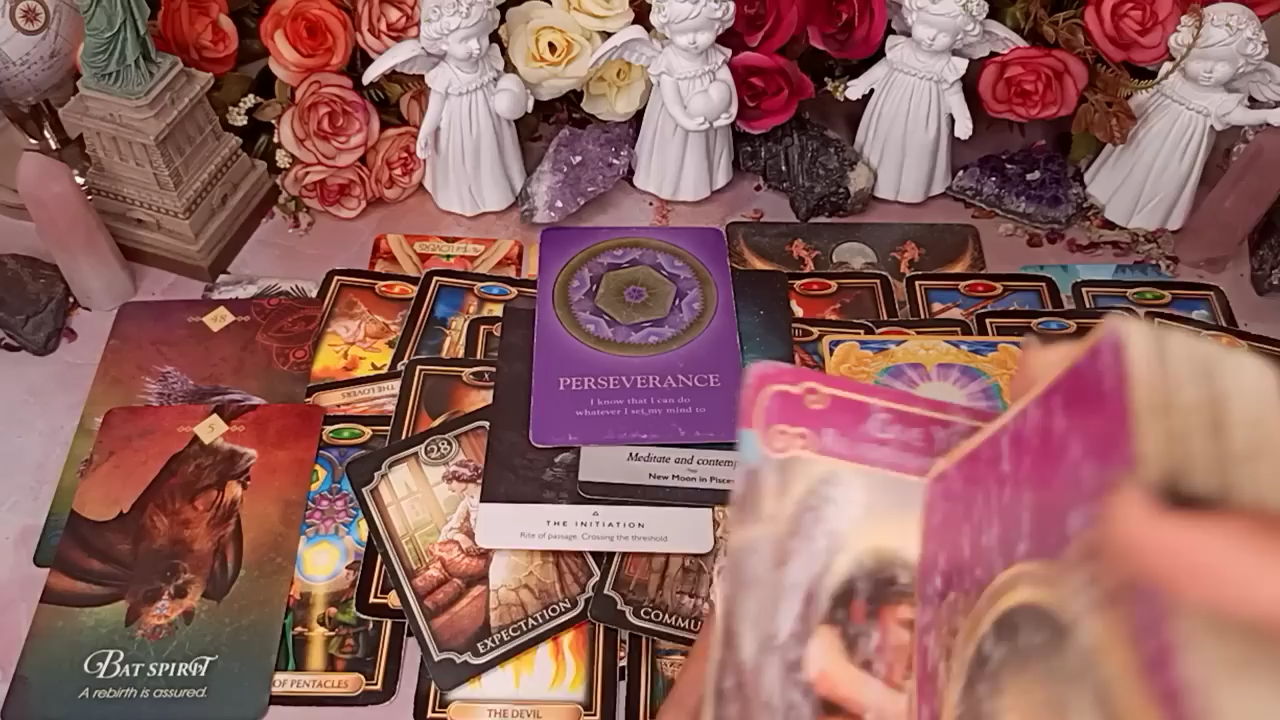 THE LOVERS
48
5
BAT SPIRIT
A rebirth is assured.
THE LOVERS
X
OF PENTACLES
28
EXPECTATION
THE DEVIL
PERSEVERANCE
I know that I can do
whatever I set my mind to
Meditate and contemp
New Moon in Pisces
THE INITIATION
Rite of passage. Crossing the threshold.
COMMU